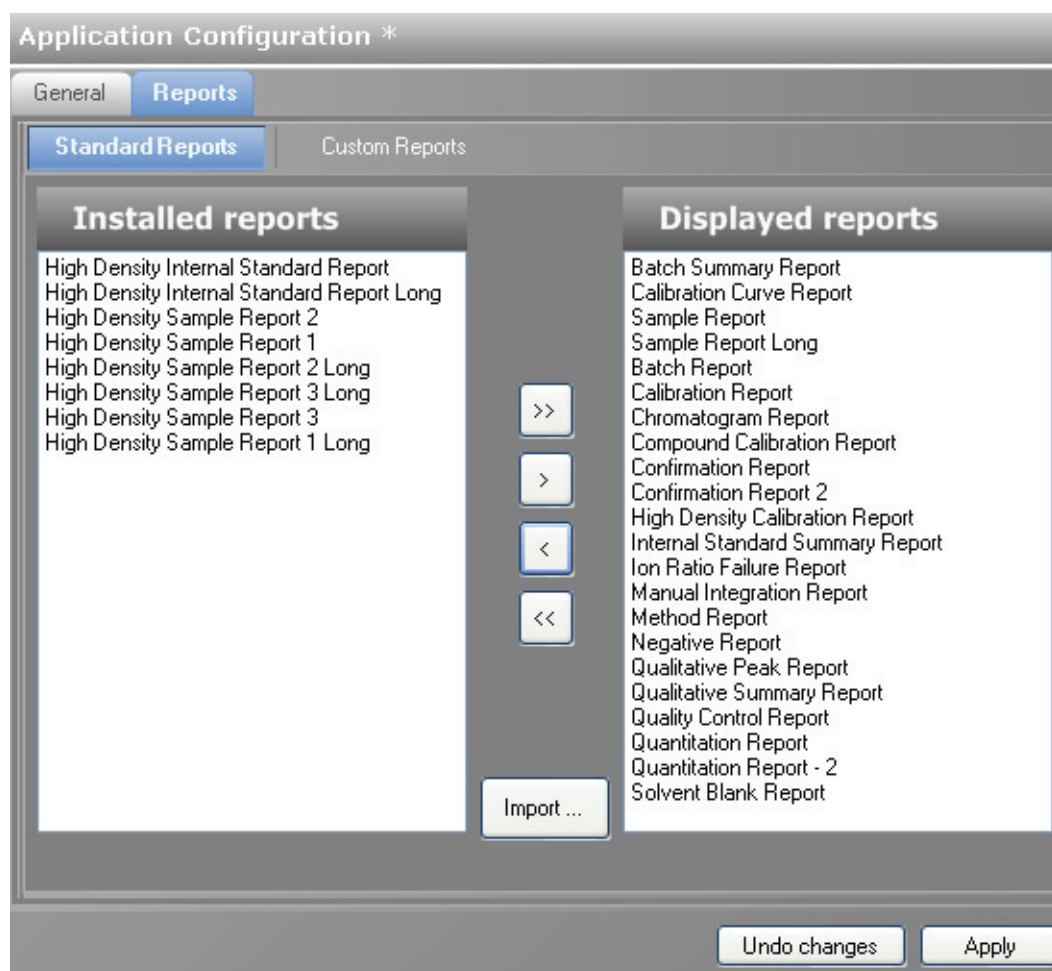 Application Configuration *
General Reports
Standard Reports Custom Reports
Installed reports
High Density Internal Standard Report
High Density Internal Standard Report Long
High Density Sample Report 2
High Density Sample Report 1
High Density Sample Report 2 Long
High Density Sample Report 3 Long
High Density Sample Report 3
High Density Sample Report 1 Long
>>
>
<
<<
Import ...
Displayed reports
Batch Summary Report
Calibration Curve Report
Sample Report
Sample Report Long
Batch Report
Calibration Report
Chromatogram Report
Compound Calibration Report
Confirmation Report
Confirmation Report 2
High Density Calibration Report
Internal Standard Summary Report
Ion Ratio Failure Report
Manual Integration Report
Method Report
Negative Report
Qualitative Peak Report
Qualitative Summary Report
Quality Control Report
Quantitation Report
Quantitation Report - 2
Solvent Blank Report
Undo changes Apply